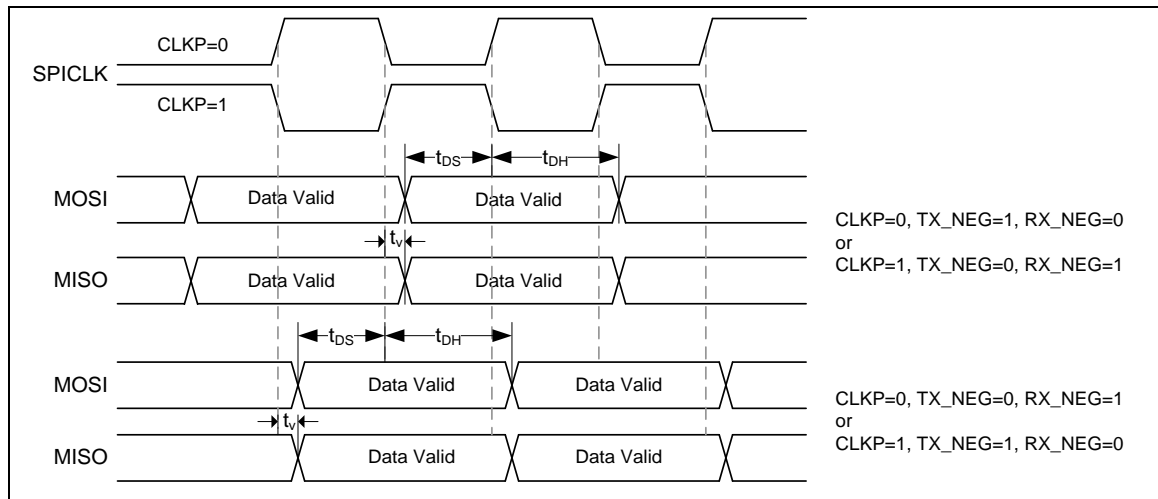 CLKP=0
SPICLK
CLKP=1
tDS
tDH
MOSI
Data Valid
Data Valid
tv
MISO
Data Valid
Data Valid
CLKP=0, TX_NEG=1, RX_NEG=0
or
CLKP=1, TX_NEG=0, RX_NEG=1
tDS
tDH
MOSI
Data Valid
Data Valid
tv
MISO
Data Valid
Data Valid
CLKP=0, TX_NEG=0, RX_NEG=1
or
CLKP=1, TX_NEG=1, RX_NEG=0